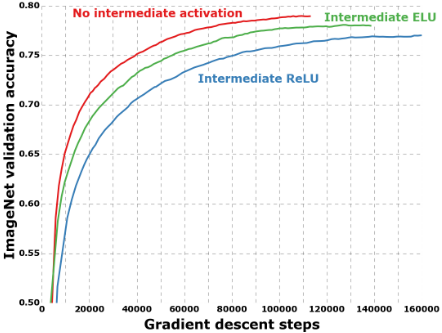 0.80
No intermediate activation
Intermediate ELU
0.75
Intermediate ReLU
0.70
0.65
0.60
0.55
0.50
ImageNet validation accuracy
0 20000 40000 60000 80000 100000 120000 140000 160000
Gradient descent steps